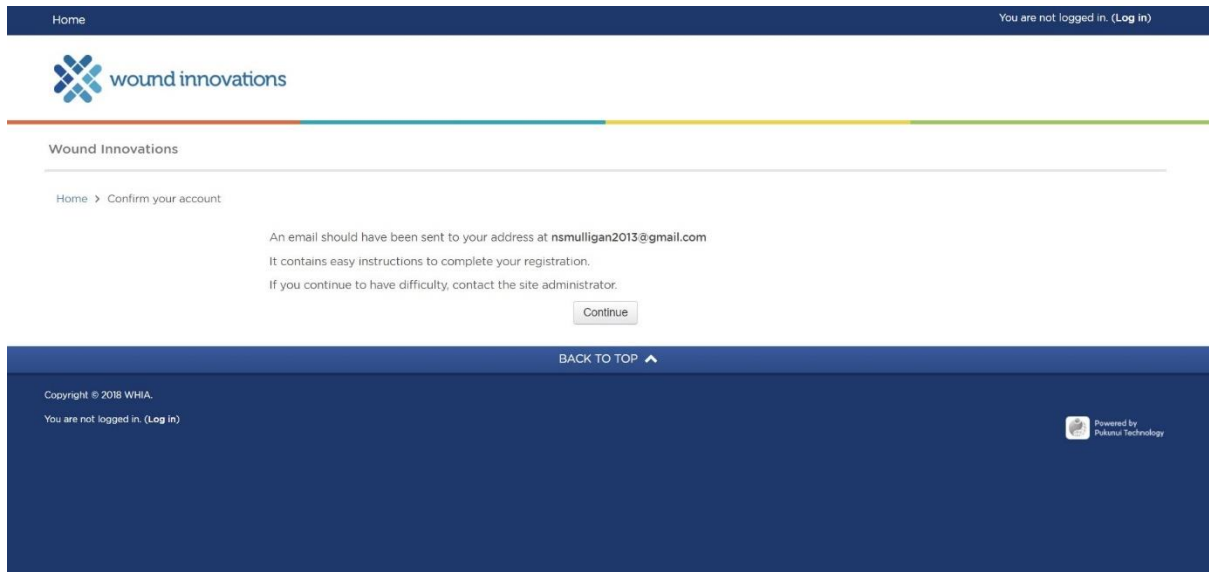 Home
You are not logged in. (Log in)
wound innovations
Wound Innovations
Home > Confirm your account
An email should have been sent to your address at nsmulligan2013@gmail.com
It contains easy instructions to complete your registration.
If you continue to have difficulty, contact the site administrator.
Continue
BACK TO TOP
Copyright © 2018 WHIA.
You are not logged in. (Log in)
Powered by
Pukunui Technology